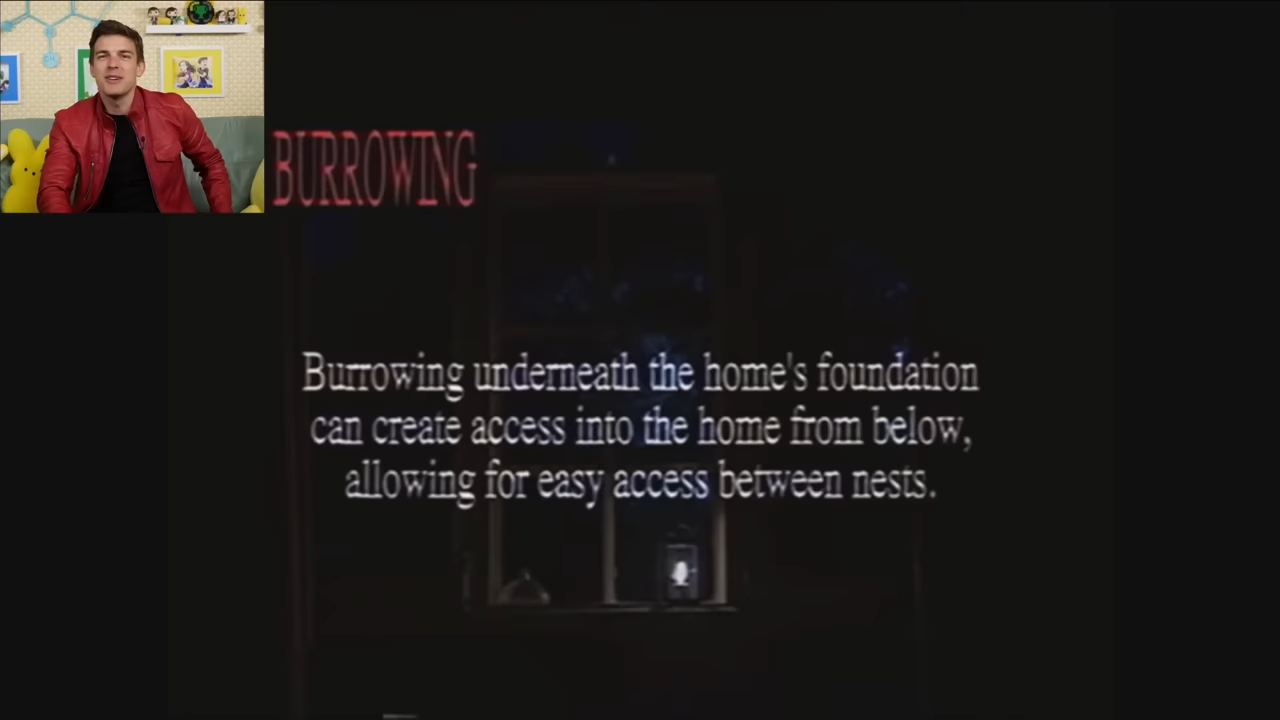 BURROWING
Burrowing underneath the home's foundation
can create access into the home from below,
allowing for easy access between nests.